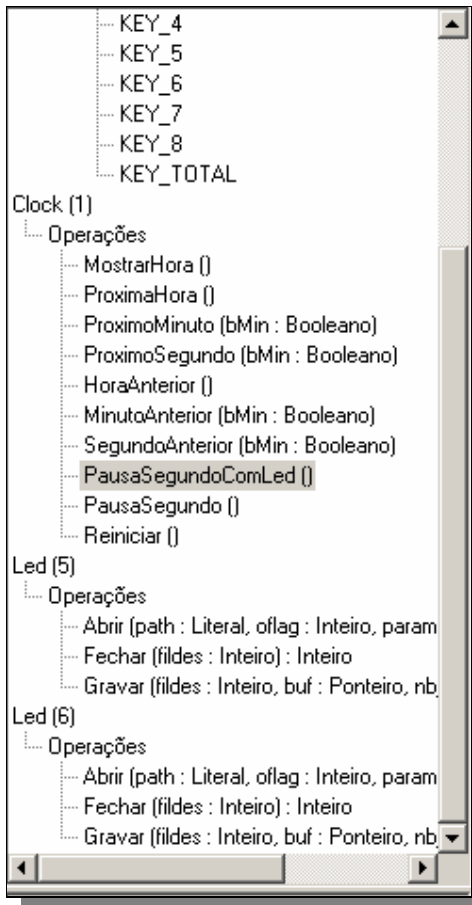 KEY_4
KEY_5
KEY_6
KEY_7
KEY_8
KEY_TOTAL
Clock (1)
Operações
MostrarHora ()
ProximaHora ()
ProximoMinuto (bMin : Booleano)
ProximoSegundo (bMin : Booleano)
HoraAnterior ()
MinutoAnterior (bMin : Booleano)
SegundoAnterior (bMin : Booleano)
PausaSegundoComLed ()
PausaSegundo ()
Reiniciar ()
Led (5)
Operações
Abrir (path : Literal, oflag : Inteiro, param
Fechar (fildes : Inteiro) : Inteiro
Gravar (fildes : Inteiro, buf : Ponteiro, nb_
Led (6)
Operações
Abrir (path : Literal, oflag : Inteiro, param
Fechar (fildes : Inteiro) : Inteiro
Gravar (fildes : Inteiro, buf : Ponteiro, nb_